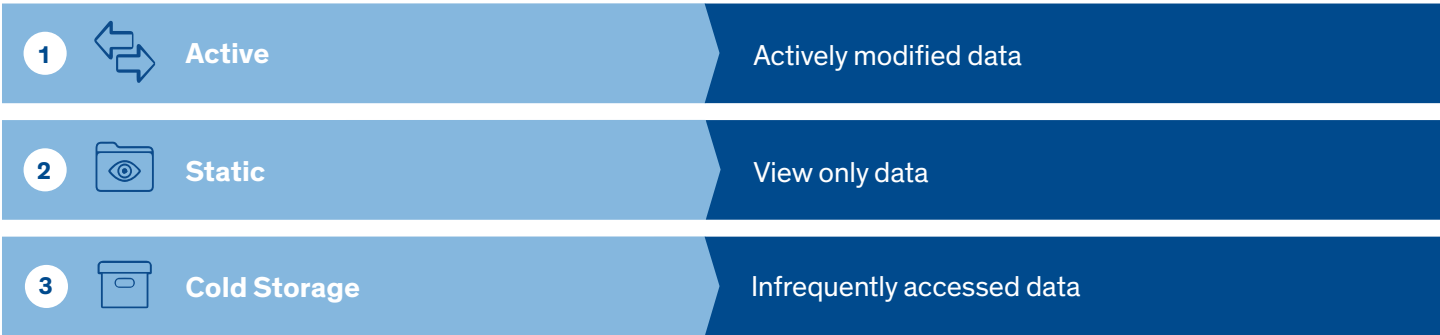 1 Active Actively modified data
2 Static View only data
3 Cold Storage Infrequently accessed data